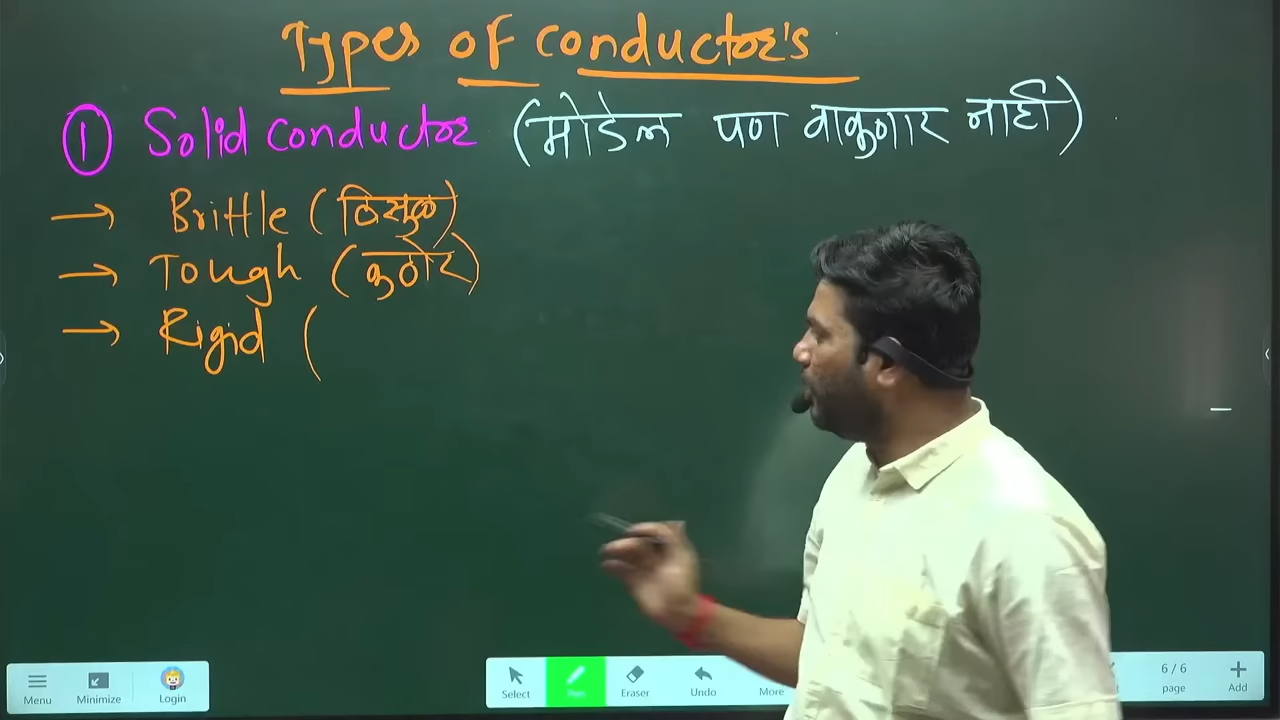 Types of conductor's
① Solid conductor (मोडेल पण वाकणार नाही)
→ Brittle (ठिसुळ)
→ Tough (कठोर)
→ Rigid (
Menu Minimize Login Select Pen Eraser Undo More 6/6 page Add